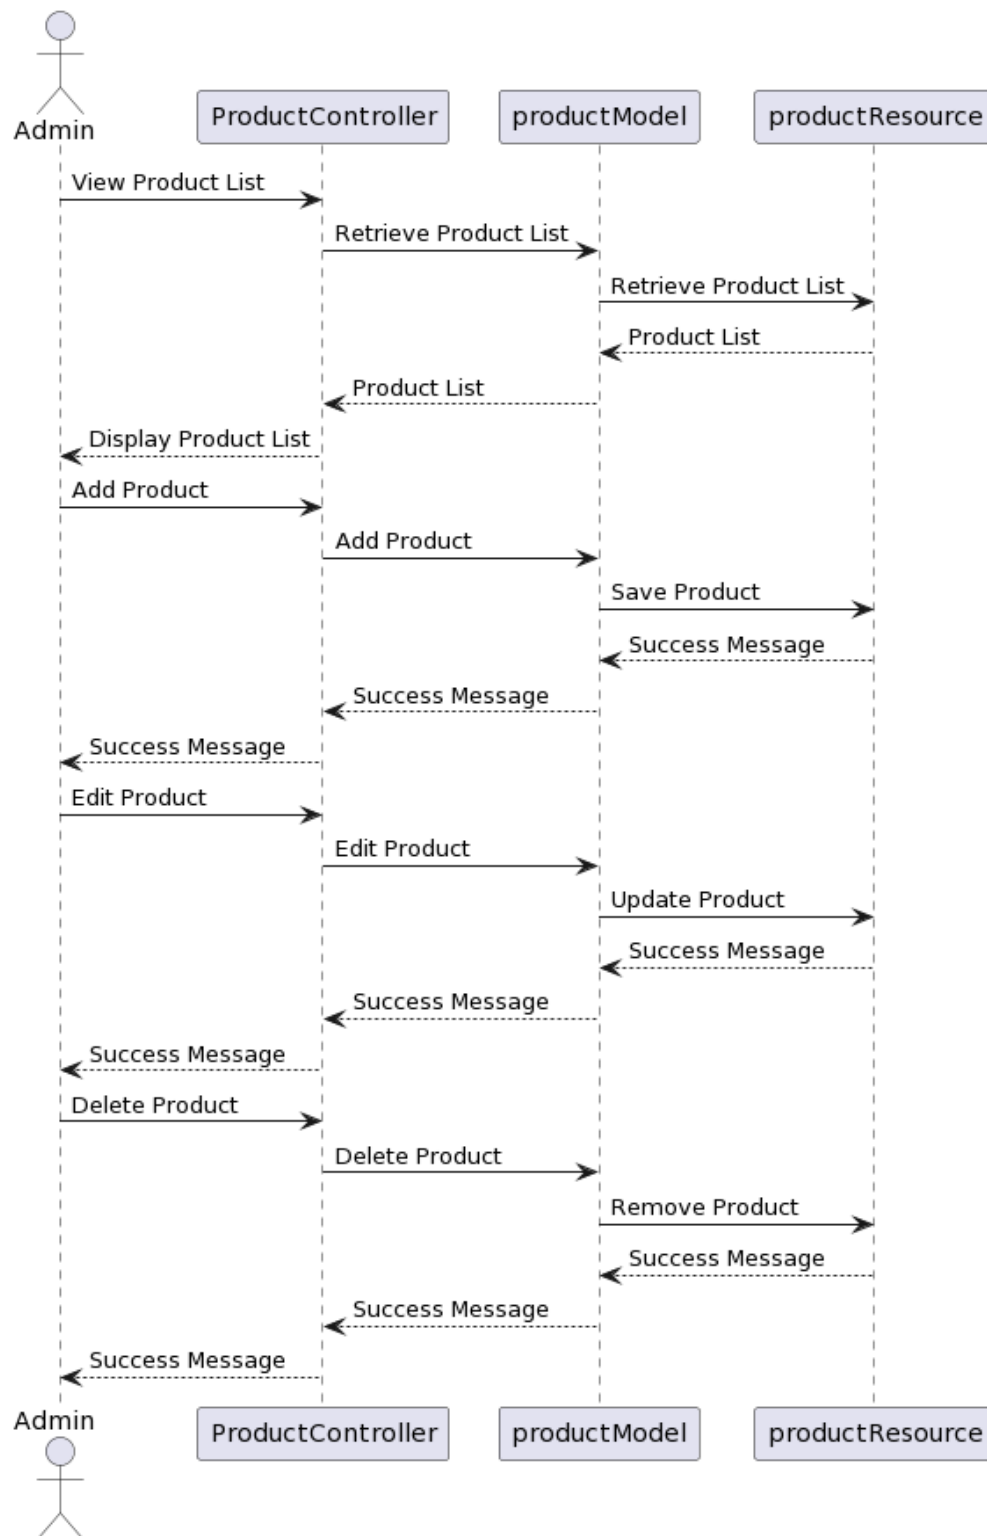 Admin
ProductController
productModel
productResource
View Product List
Retrieve Product List
Retrieve Product List
Product List
Product List
Display Product List
Add Product
Add Product
Save Product
Success Message
Success Message
Success Message
Edit Product
Edit Product
Update Product
Success Message
Success Message
Success Message
Delete Product
Delete Product
Remove Product
Success Message
Success Message
Success Message
Admin
ProductController
productModel
productResource